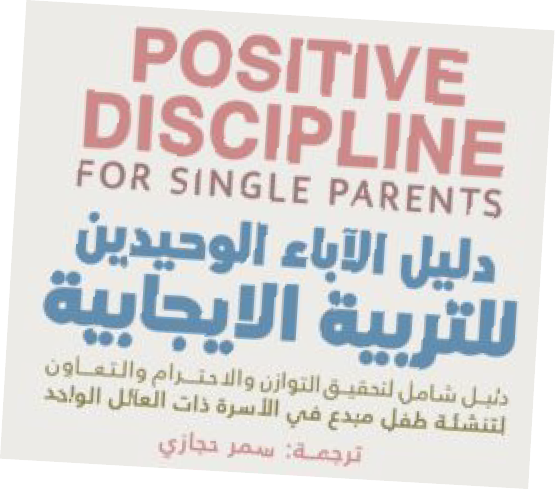 POSITIVE
DISCIPLINE
FOR SINGLE PARENTS
دليل الآباء الوحيدين
للتربية الايجابية
دليل شامل لتحقيق التوازن والاحترام والتعاون
لتنشئة طفل مبدع في الأسرة ذات العائل الواحد
ترجمة: سمر حجازي